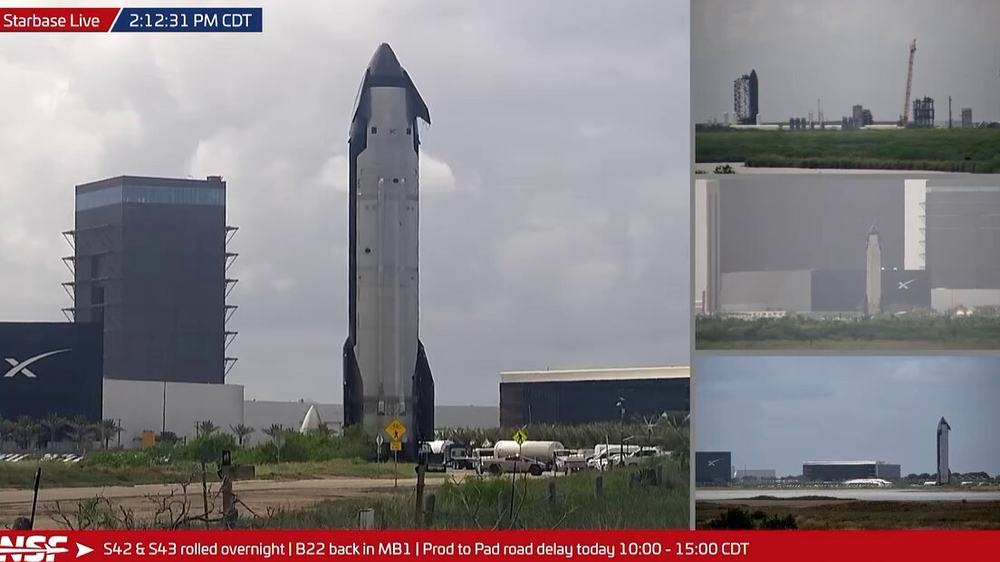 Starbase Live
2:12:31 PM CDT
X
NSF
S42 & S43 rolled overnight | B22 back in MB1 | Prod to Pad road delay today 10:00 - 15:00 CDT